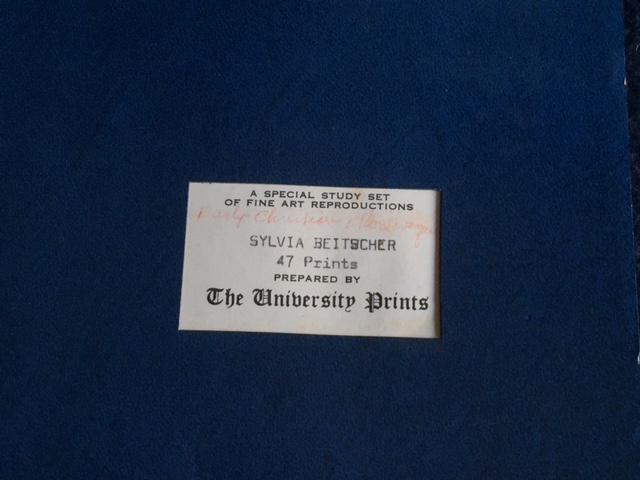 A SPECIAL STUDY SET
OF FINE ART REPRODUCTIONS
Early Christian
SYLVIA BEITSCHER
47 Prints
PREPARED BY
The University Prints